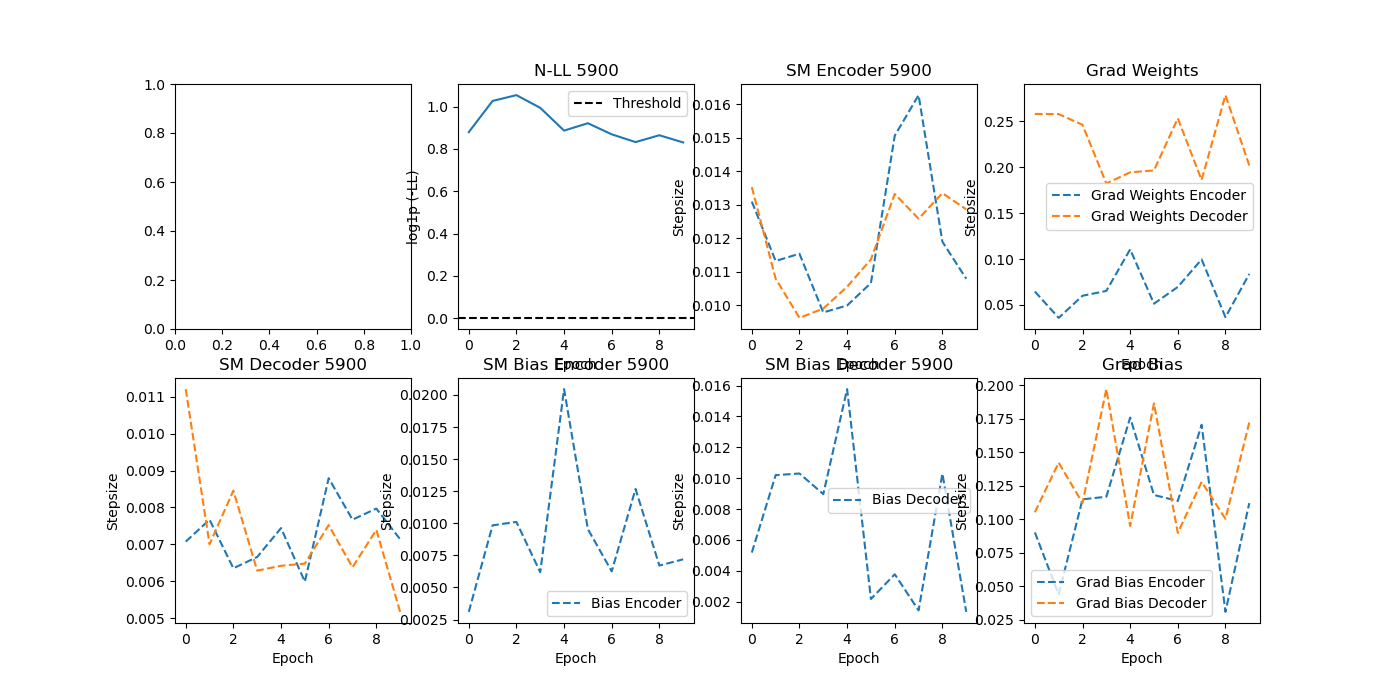 N-LL 5900
SM Encoder 5900
Grad Weights
1.0
0.8
0.6
0.4
0.2
0.0
0.0 0.2 0.4 0.6 0.8 1.0
log1p (-LL)
1.0
0.8
0.6
0.4
0.2
0.0
Threshold
0 2 4 6 8
Epoch
Stepsize
0.016
0.015
0.014
0.013
0.012
0.011
0.010
0 2 4 6 8
Epoch
Stepsize
0.25
0.20
0.15
0.10
0.05
Grad Weights Encoder
Grad Weights Decoder
0 2 4 6 8
Epoch
SM Decoder 5900
SM Bias Encoder 5900
SM Bias Decoder 5900
Grad Bias
Stepsize
0.011
0.010
0.009
0.008
0.007
0.006
0.005
0 2 4 6 8
Epoch
Stepsize
0.0200
0.0175
0.0150
0.0125
0.0100
0.0075
0.0050
0.0025
Bias Encoder
0 2 4 6 8
Epoch
Stepsize
0.016
0.014
0.012
0.010
0.008
0.006
0.004
0.002
Bias Decoder
0 2 4 6 8
Epoch
Stepsize
0.200
0.175
0.150
0.125
0.100
0.075
0.050
0.025
Grad Bias Encoder
Grad Bias Decoder
0 2 4 6 8
Epoch